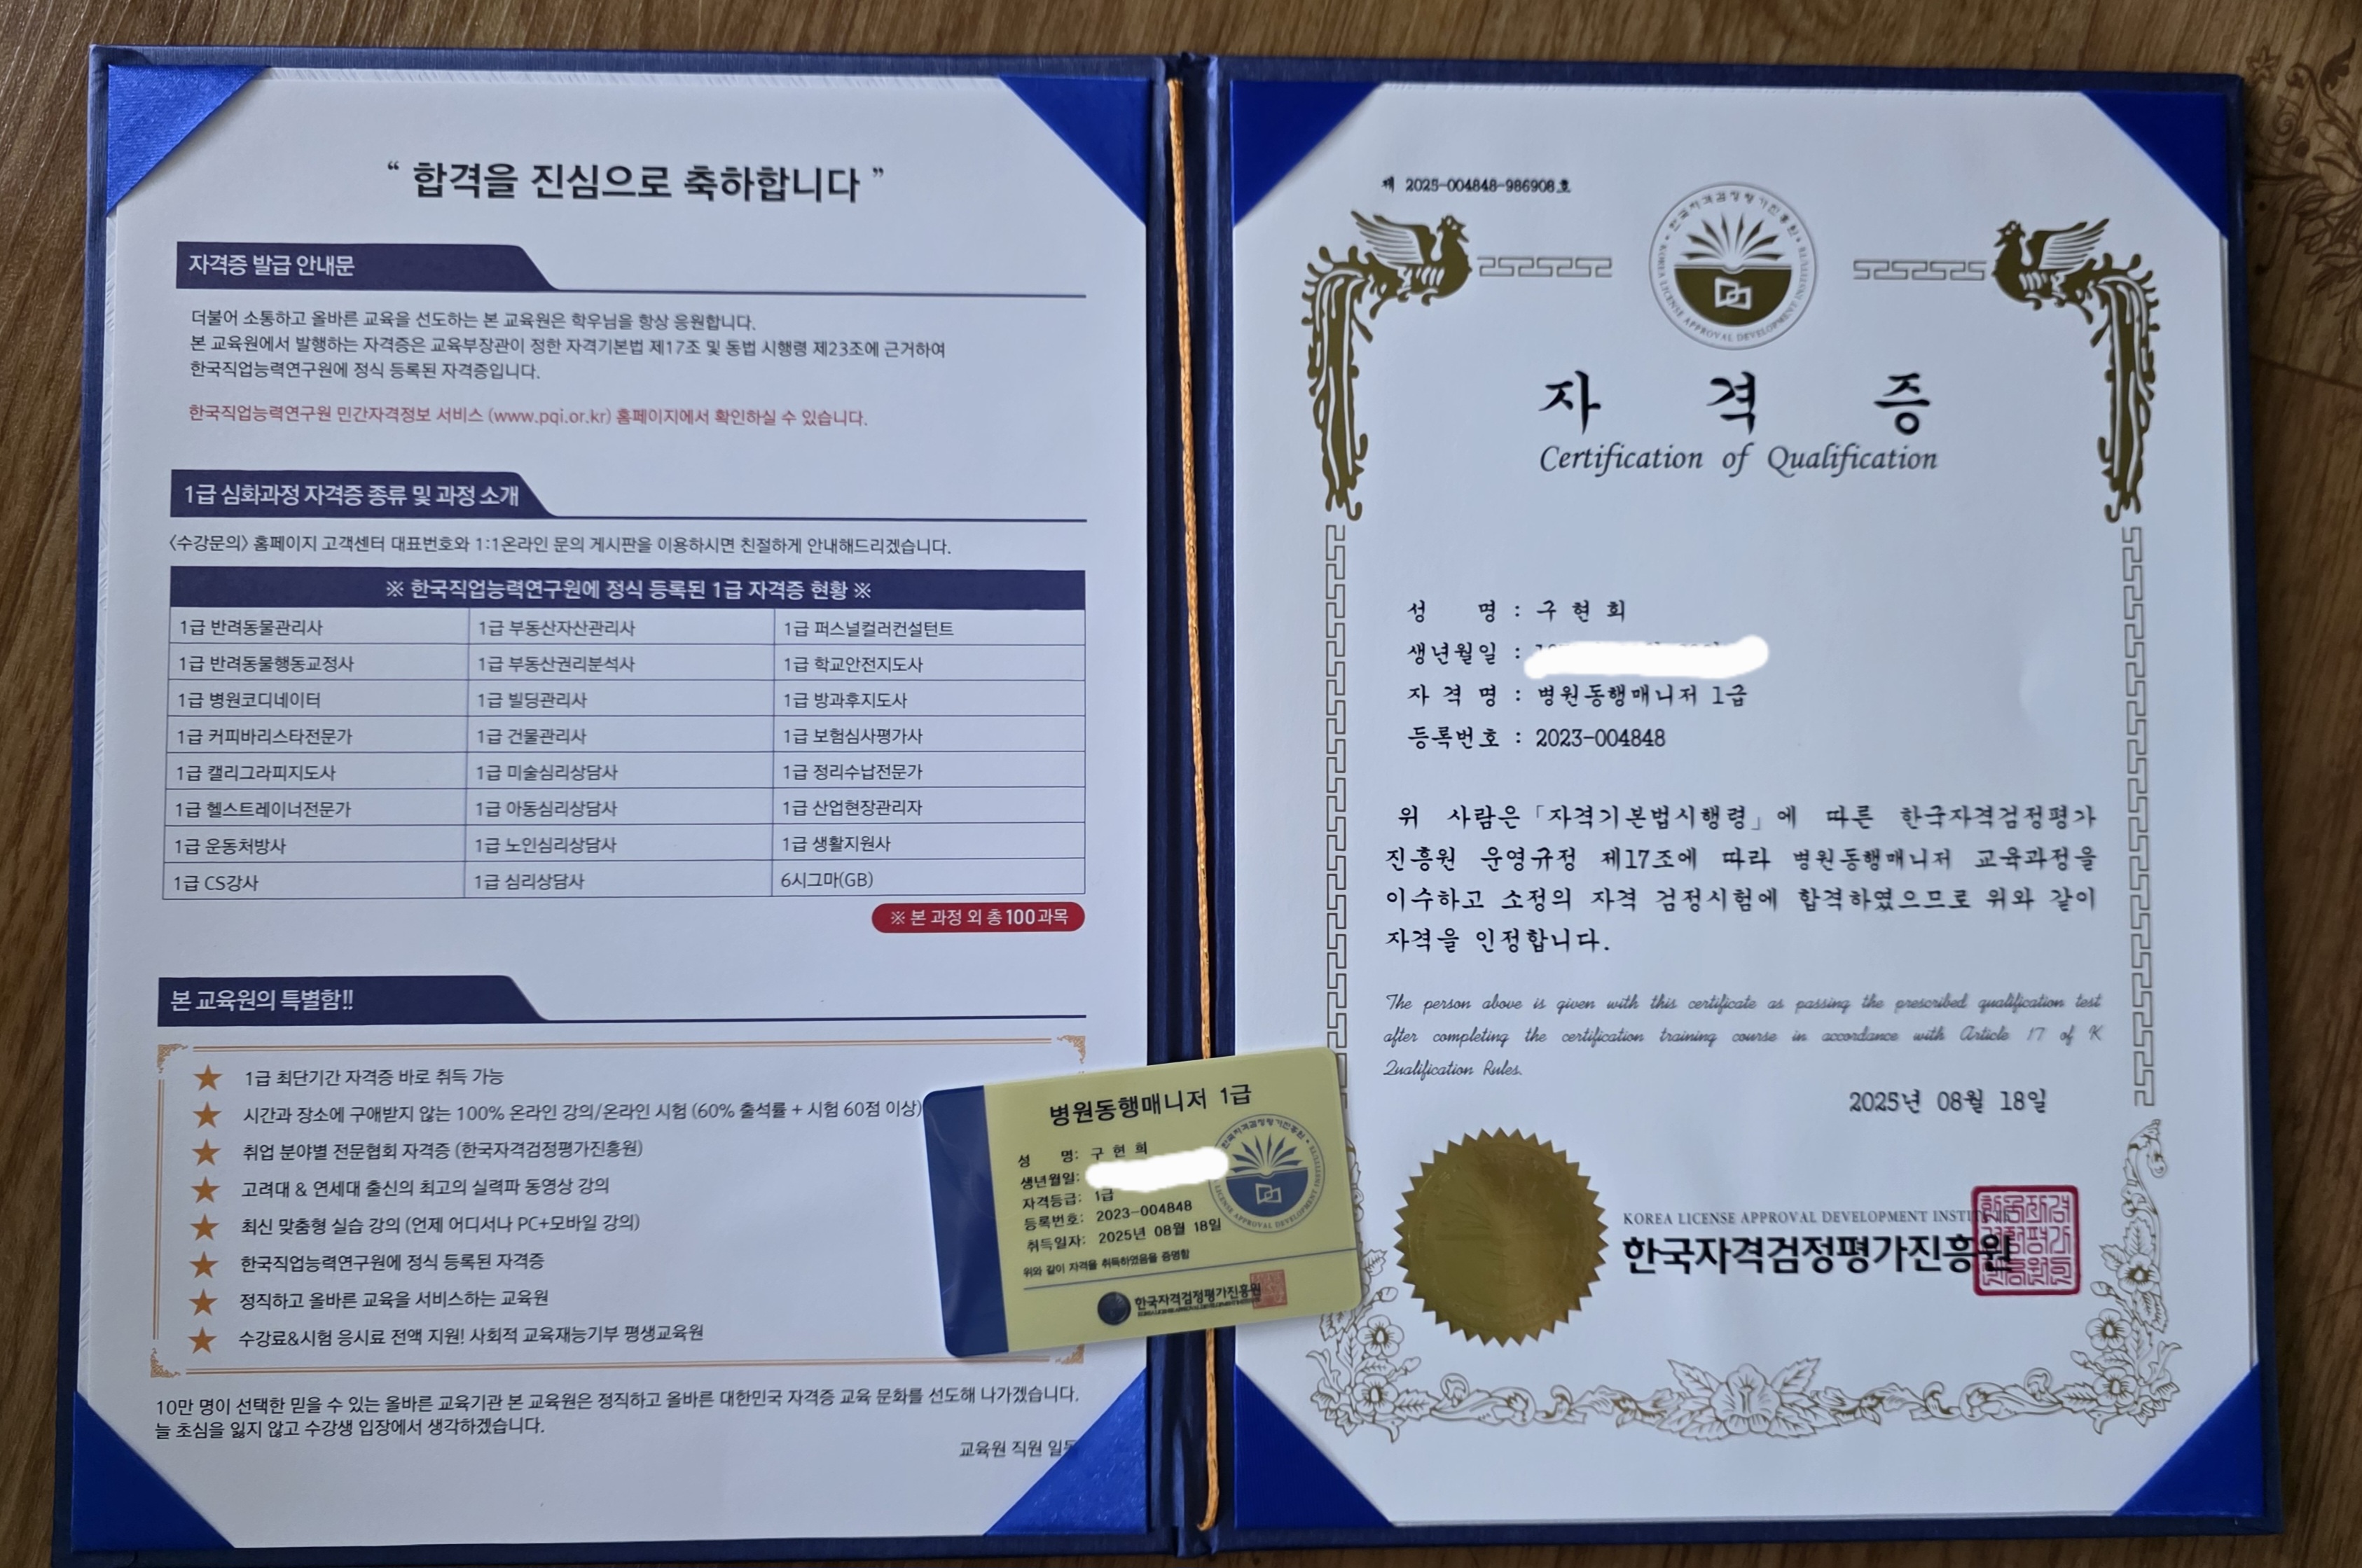 “ 합격을 진심으로 축하합니다 ”
자격증 발급 안내문
더불어 소통하고 올바른 교육을 선도하는 본 교육원은 학우님을 항상 응원합니다.
본 교육원에서 발행하는 자격증은 교육부장관이 정한 자격기본법 제17조 및 동법 시행령 제23조에 근거하여
한국직업능력연구원에 정식 등록된 자격증입니다.
한국직업능력연구원 민간자격정보 서비스 (www.pqi.or.kr) 홈페이지에서 확인하실 수 있습니다.
1급 심화과정 자격증 종류 및 과정 소개
<수강문의> 홈페이지 고객센터 대표번호와 1:1온라인 문의 게시판을 이용하시면 친절하게 안내해드리겠습니다.
※ 한국직업능력연구원에 정식 등록된 1급 자격증 현황 ※
1급 반려동물관리사 1급 부동산자산관리사 1급 퍼스널컬러컨설턴트
1급 반려동물행동교정사 1급 부동산권리분석사 1급 학교안전지도사
1급 병원코디네이터 1급 빌딩관리사 1급 방과후지도사
1급 커피바리스타전문가 1급 건물관리사 1급 보험심사평가사
1급 캘리그라피지도사 1급 미술심리상담사 1급 정리수납전문가
1급 헬스트레이너전문가 1급 아동심리상담사 1급 산업현장관리자
1급 운동처방사 1급 노인심리상담사 1급 생활지원사
1급 CS강사 1급 심리상담사 6시그마(GB)
※ 본 과정 외 총 100과목
본 교육원의 특별함!!
1급 최단기간 자격증 바로 취득 가능
시간과 장소에 구애받지 않는 100% 온라인 강의/온라인 시험 (60% 출석률 + 시험 60점 이상)
취업 분야별 전문협회 자격증 (한국자격검정평가진흥원)
고려대 & 연세대 출신의 최고의 실력파 동영상 강의
최신 맞춤형 실습 강의 (언제 어디서나 PC+모바일 강의)
한국직업능력연구원에 정식 등록된 자격증
정직하고 올바른 교육을 서비스하는 교육원
수강료&시험 응시료 전액 지원! 사회적 교육재능기부 평생교육원
10만 명이 선택한 믿을 수 있는 올바른 교육기관 본 교육원은 정직하고 올바른 대한민국 자격증 교육 문화를 선도해 나가겠습니다.
늘 초심을 잃지 않고 수강생 입장에서 생각하겠습니다.
교육원 직원 일동
병원동행매니저 1급
성 명: 구 현 희
생년월일:
자격등급: 1급
등록번호: 2023-004848
취득일자: 2025년 08월 18일
위와 같이 자격을 취득하였음을 증명함
한국자격검정평가진흥원
제 2025-004848-986908호
한국자격검정평가진흥원
KOREA LICENSE APPROVAL DEVELOPMENT INSTITUTE
자 격 증
Certification of Qualification
성 명 : 구 현 희
생년월일 :
자 격 명 : 병원동행매니저 1급
등록번호 : 2023-004848
위 사람은「자격기본법시행령」에 따른 한국자격검정평가
진흥원 운영규정 제17조에 따라 병원동행매니저 교육과정을
이수하고 소정의 자격 검정시험에 합격하였으므로 위와 같이
자격을 인정합니다.
The person above is given with this certificate as passing the prescribed qualification test
after completing the certification training course in accordance with Article 17 of K
Qualification Rules.
2025년 08월 18일
KOREA LICENSE APPROVAL DEVELOPMENT INSTITUTE
한국자격검정평가진흥원